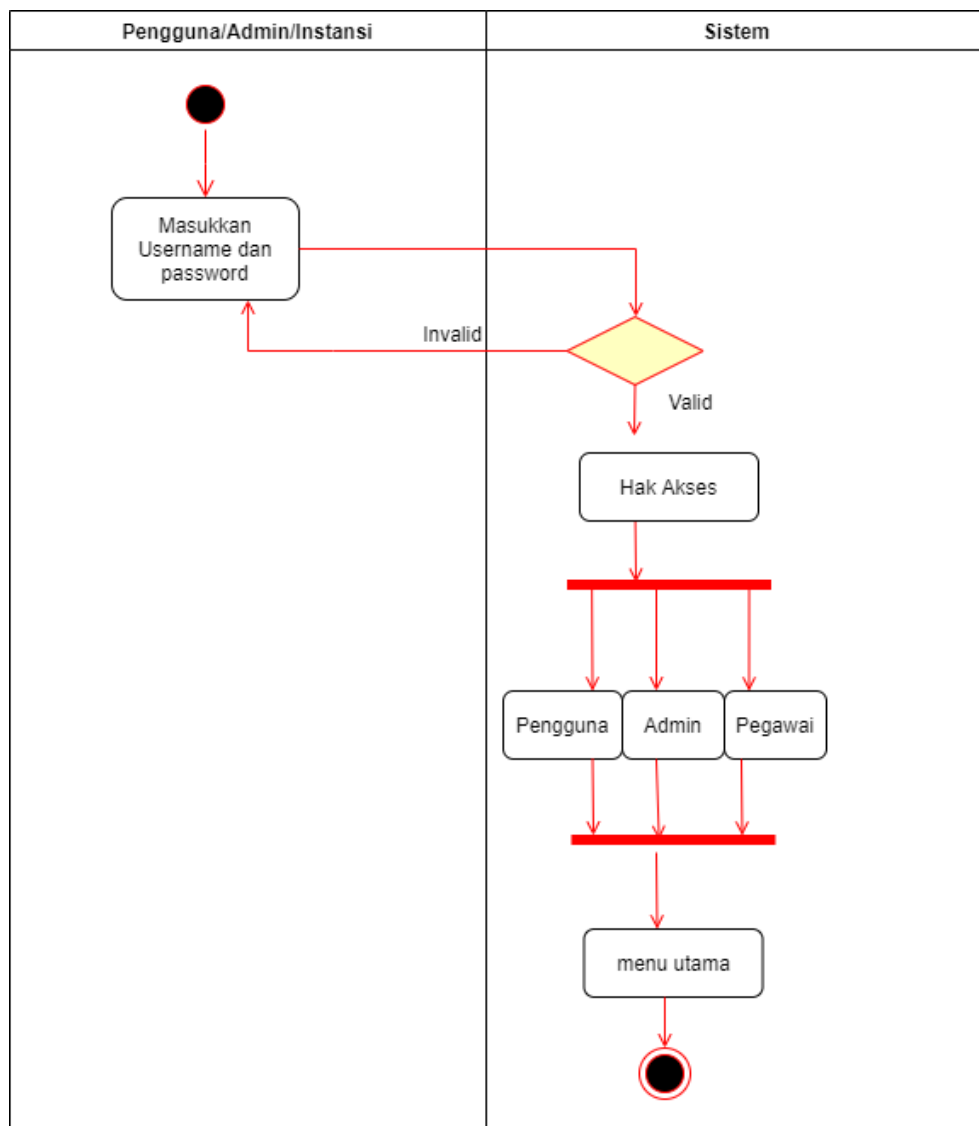 Pengguna/Admin/Instansi
Sistem
Masukkan
Username dan
password
Invalid
Valid
Hak Akses
Pengguna
Admin
Pegawai
menu utama